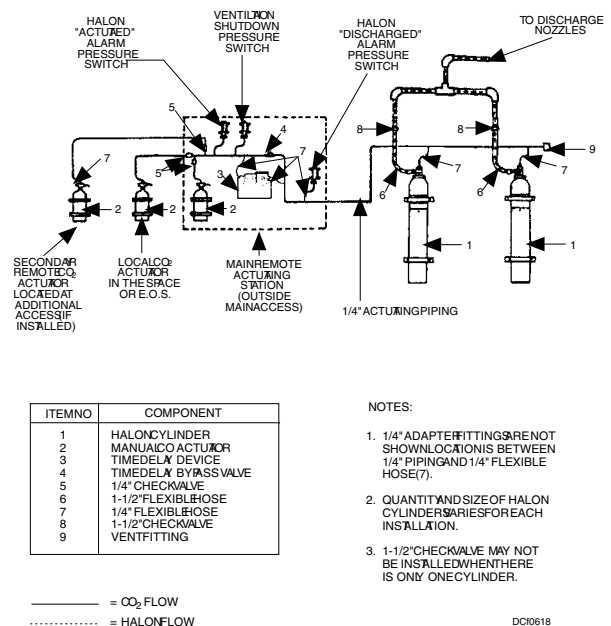 HALON
"ACTUATED"
ALARM
PRESSURE
SWITCH
VENTILATION
SHUTDOWN
PRESSURE
SWITCH
HALON
"DISCHARGED"
ALARM
PRESSURE
SWITCH
TO DISCHARGE
NOZZLES
5
4
8
8
9
7
5
3
7
7
7
6
6
2
2
2
1
1
SECONDARY
REMOTE CO2
ACTUATOR
LOCATED AT
ADDITIONAL
ACCESS (IF
INSTALLED)
LOCAL CO2
ACTUATOR
IN THE SPACE
OR E.O.S.
MAIN REMOTE
ACTUATING
STATION
(OUTSIDE
MAIN ACCESS)
1/4" ACTUATING PIPING
ITEM NO COMPONENT
1 HALON CYLINDER
2 MANUAL CO ACTUATOR
3 TIME DELAY DEVICE
4 TIME DELAY BYPASS VALVE
5 1/4" CHECK VALVE
6 1-1/2" FLEXIBLE HOSE
7 1/4" FLEXIBLE HOSE
8 1-1/2" CHECK VALVE
9 VENT FITTING
NOTES:
1. 1/4" ADAPTER FITTINGS ARE NOT
SHOWN LOCATION IS BETWEEN
1/4" PIPING AND 1/4" FLEXIBLE
HOSE(7).
2. QUANTITY AND SIZE OF HALON
CYLINDERS VARIES FOR EACH
INSTALLATION.
3. 1-1/2" CHECK VALVE MAY NOT
BE INSTALLED WHEN THERE
IS ONLY ONE CYLINDER.
= CO2 FLOW
= HALON FLOW
DCf0618